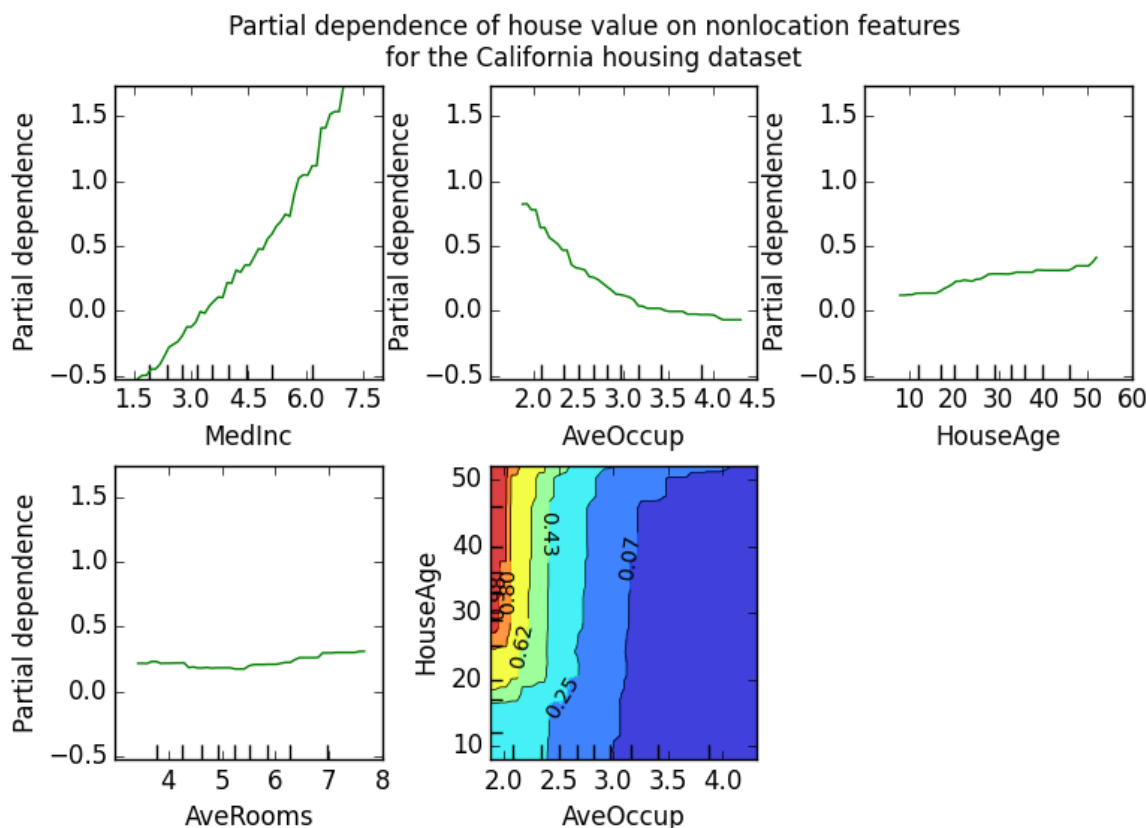 Partial dependence of house value on nonlocation features
for the California housing dataset
Partial dependence
1.5
1.0
0.5
0.0
−0.5
1.5 3.0 4.5 6.0 7.5
MedInc
Partial dependence
1.5
1.0
0.5
0.0
−0.5
2.0 2.5 3.0 3.5 4.0 4.5
AveOccup
Partial dependence
1.5
1.0
0.5
0.0
−0.5
10 20 30 40 50 60
HouseAge
Partial dependence
1.5
1.0
0.5
0.0
−0.5
4 5 6 7 8
AveRooms
HouseAge
50
40
30
20
10
0.80
0.62
0.43
0.25
0.07
2.0 2.5 3.0 3.5 4.0
AveOccup